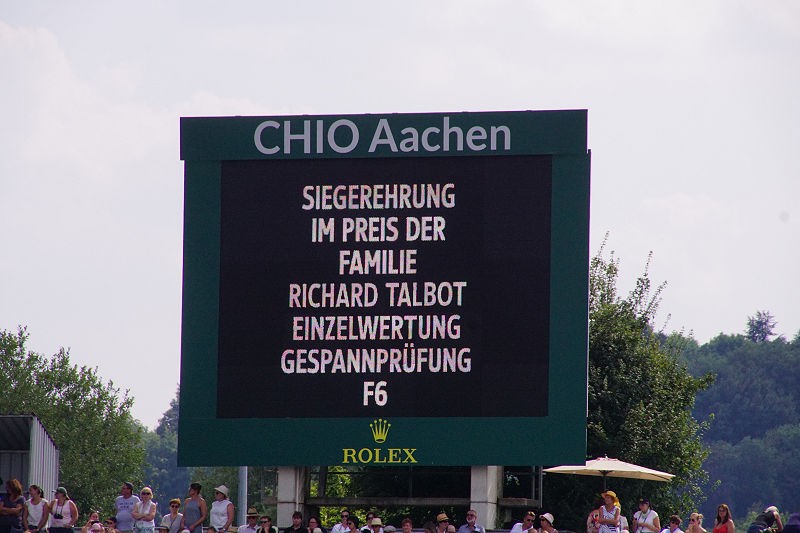 CHIO Aachen
SIEGEREHRUNG
IM PREIS DER
FAMILIE
RICHARD TALBOT
EINZELWERTUNG
GESPANNPRÜFUNG
F6
ROLEX